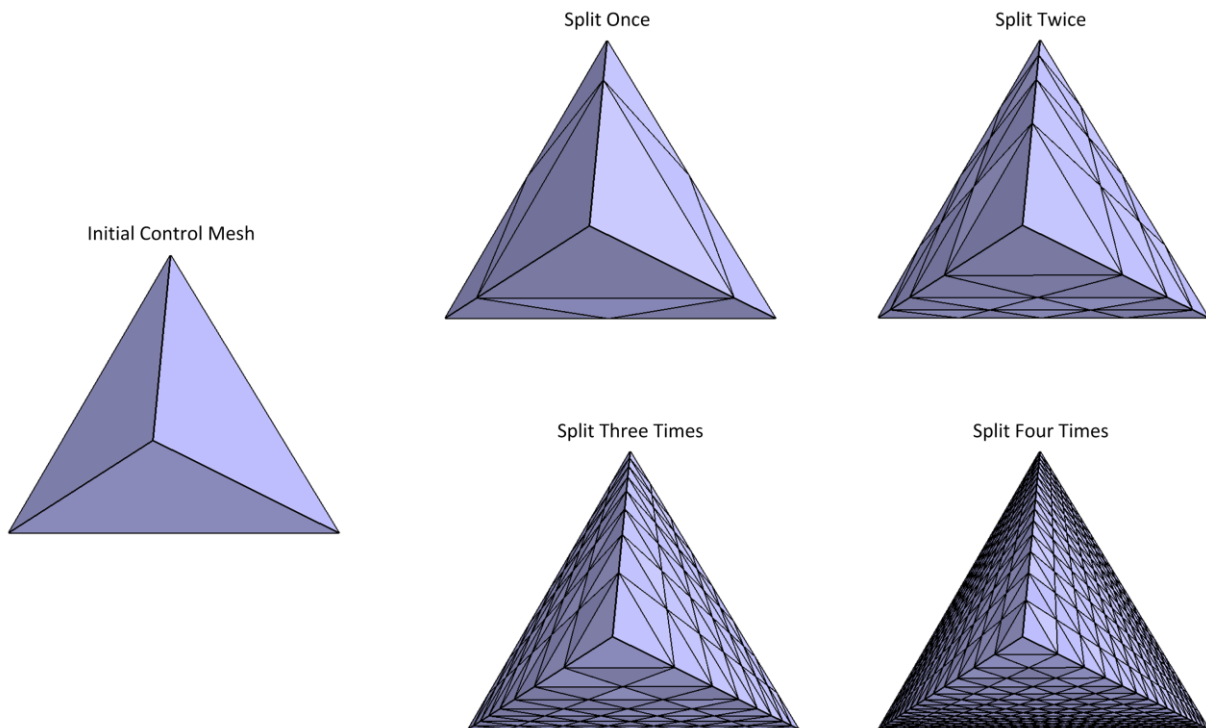 Split Once
Split Twice
Initial Control Mesh
Split Three Times
Split Four Times